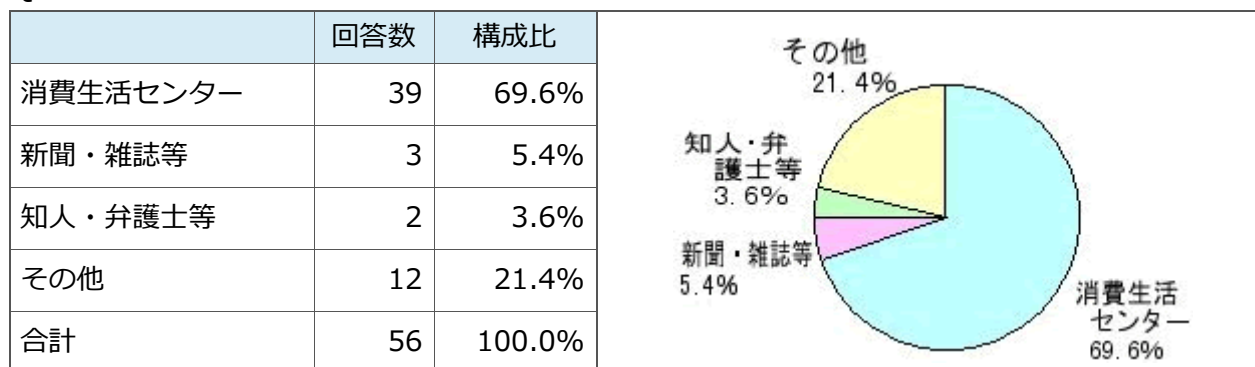 回答数 構成比
消費生活センター 39 69.6%
新聞・雑誌等 3 5.4%
知人・弁護士等 2 3.6%
その他 12 21.4%
合計 56 100.0%
その他
21.4%
知人・弁
護士等
3.6%
新聞・雑誌等
5.4%
消費生活
センター
69.6%